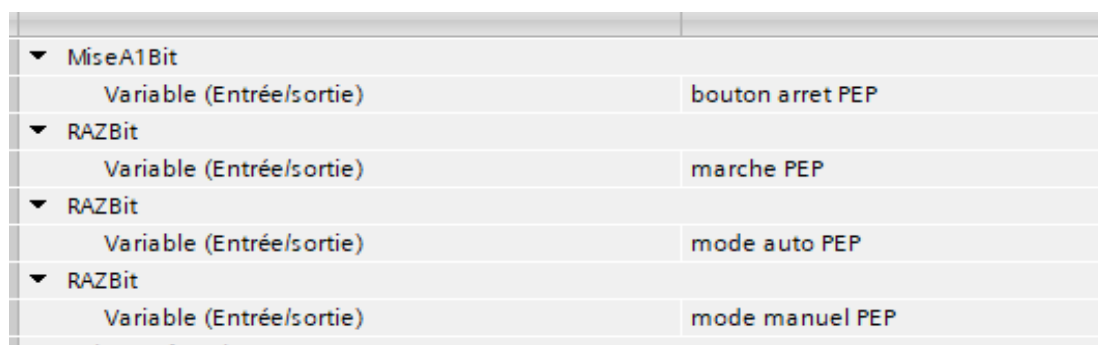 MiseA1Bit
Variable (Entrée/sortie) bouton arret PEP
RAZBit
Variable (Entrée/sortie) marche PEP
RAZBit
Variable (Entrée/sortie) mode auto PEP
RAZBit
Variable (Entrée/sortie) mode manuel PEP